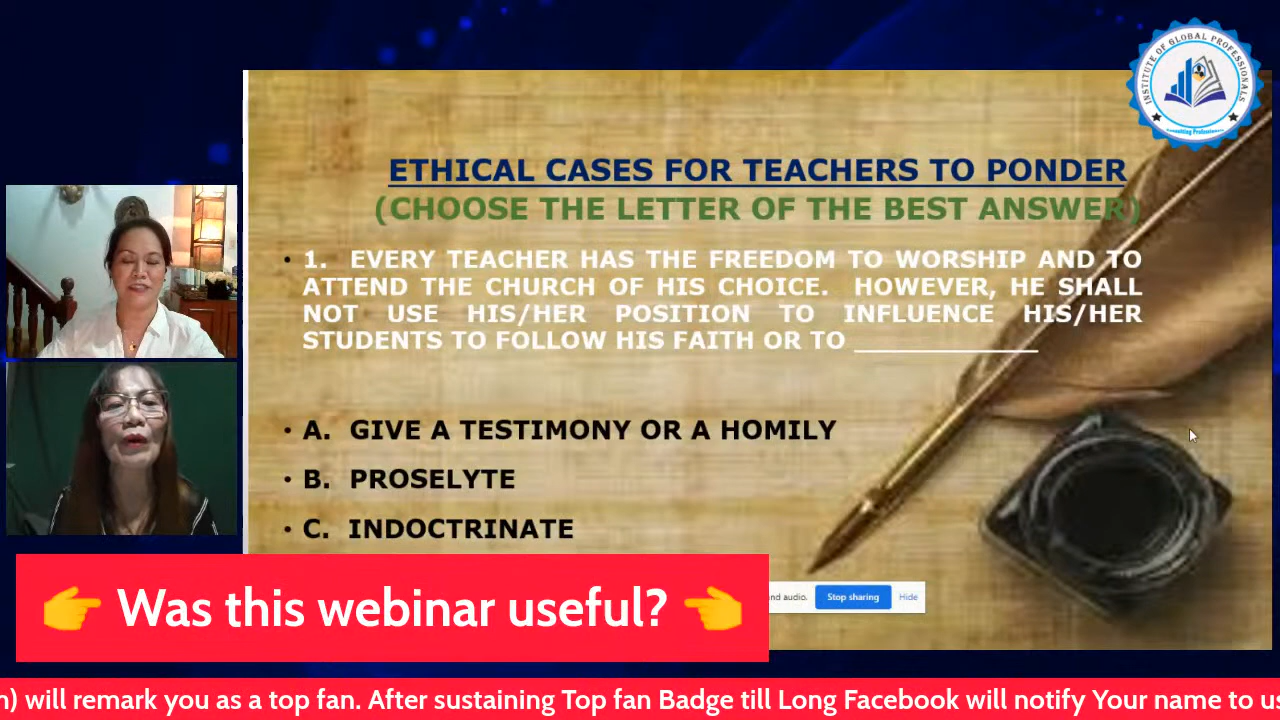 INSTITUTE OF GLOBAL PROFESSIONALS
ETHICAL CASES FOR TEACHERS TO PONDER
(CHOOSE THE LETTER OF THE BEST ANSWER)
• 1. EVERY TEACHER HAS THE FREEDOM TO WORSHIP AND TO
ATTEND THE CHURCH OF HIS CHOICE. HOWEVER, HE SHALL
NOT USE HIS/HER POSITION TO INFLUENCE HIS/HER
STUDENTS TO FOLLOW HIS FAITH OR TO ______________
• A. GIVE A TESTIMONY OR A HOMILY
• B. PROSELYTE
• C. INDOCTRINATE
👉 Was this webinar useful? 👈
nd audio. Stop sharing Hide
n) will remark you as a top fan. After sustaining Top fan Badge till Long Facebook will notify Your name to us